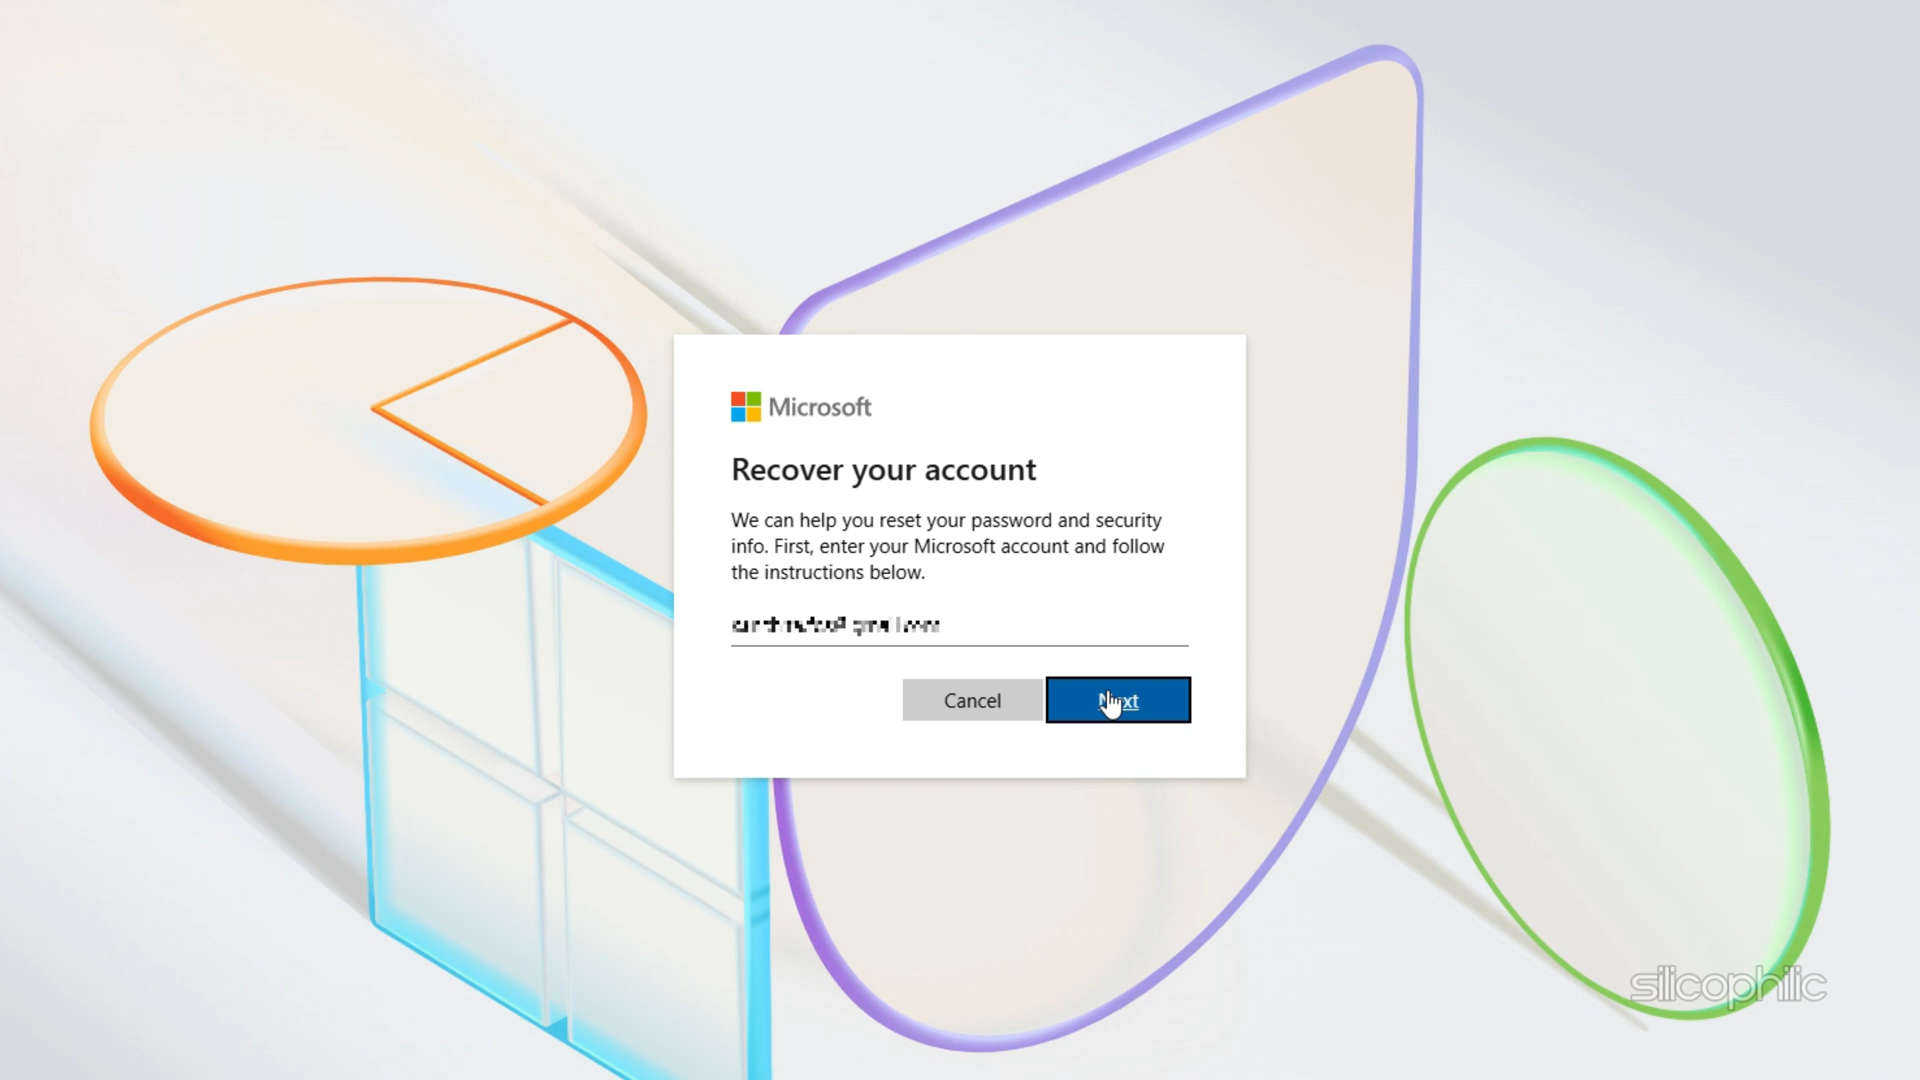 Microsoft
Recover your account
We can help you reset your password and security
info. First, enter your Microsoft account and follow
the instructions below.
Cancel
Next
silicophilic